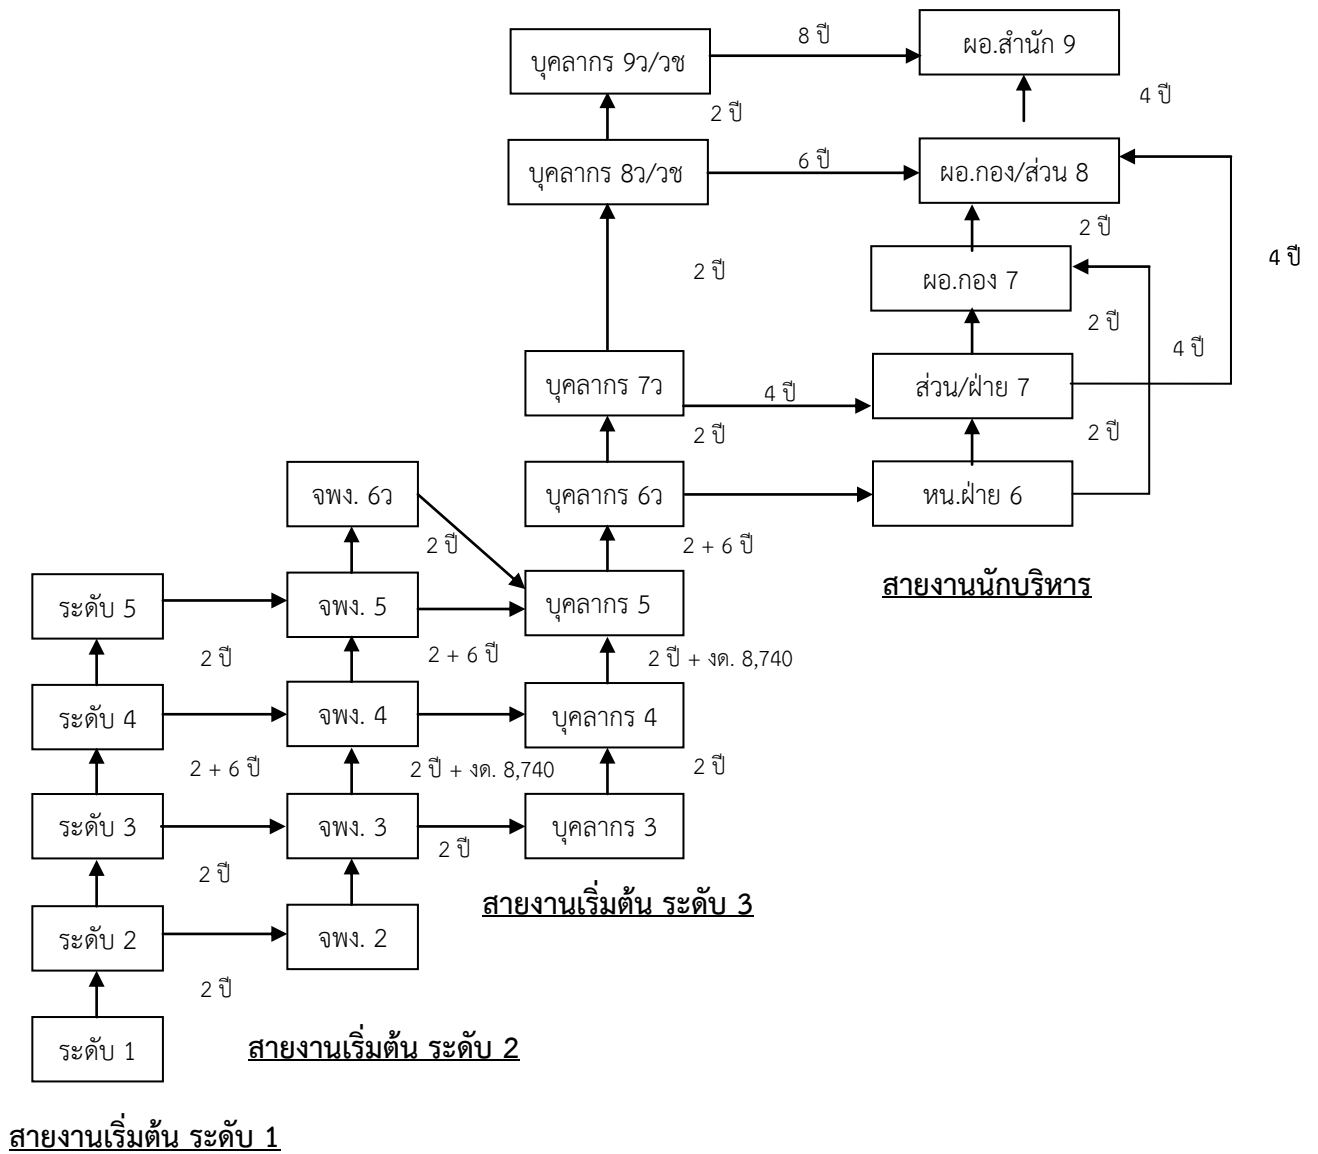 8 ปี
ผอ.สำนัก 9
บุคลากร 9ว/วช
4 ปี
2 ปี
6 ปี
บุคลากร 8ว/วช
ผอ.กอง/ส่วน 8
2 ปี
4 ปี
2 ปี
ผอ.กอง 7
2 ปี
4 ปี
บุคลากร 7ว
4 ปี
ส่วน/ฝ่าย 7
2 ปี
2 ปี
จพง. 6ว
บุคลากร 6ว
หน.ฝ่าย 6
2 ปี
2 + 6 ปี
สายงานนักบริหาร
ระดับ 5
จพง. 5
บุคลากร 5
2 ปี
2 + 6 ปี
2 ปี + งด. 8,740
ระดับ 4
จพง. 4
บุคลากร 4
2 + 6 ปี
2 ปี + งด. 8,740
2 ปี
ระดับ 3
จพง. 3
บุคลากร 3
2 ปี
2 ปี
สายงานเริ่มต้น ระดับ 3
ระดับ 2
จพง. 2
2 ปี
ระดับ 1
สายงานเริ่มต้น ระดับ 2
สายงานเริ่มต้น ระดับ 1